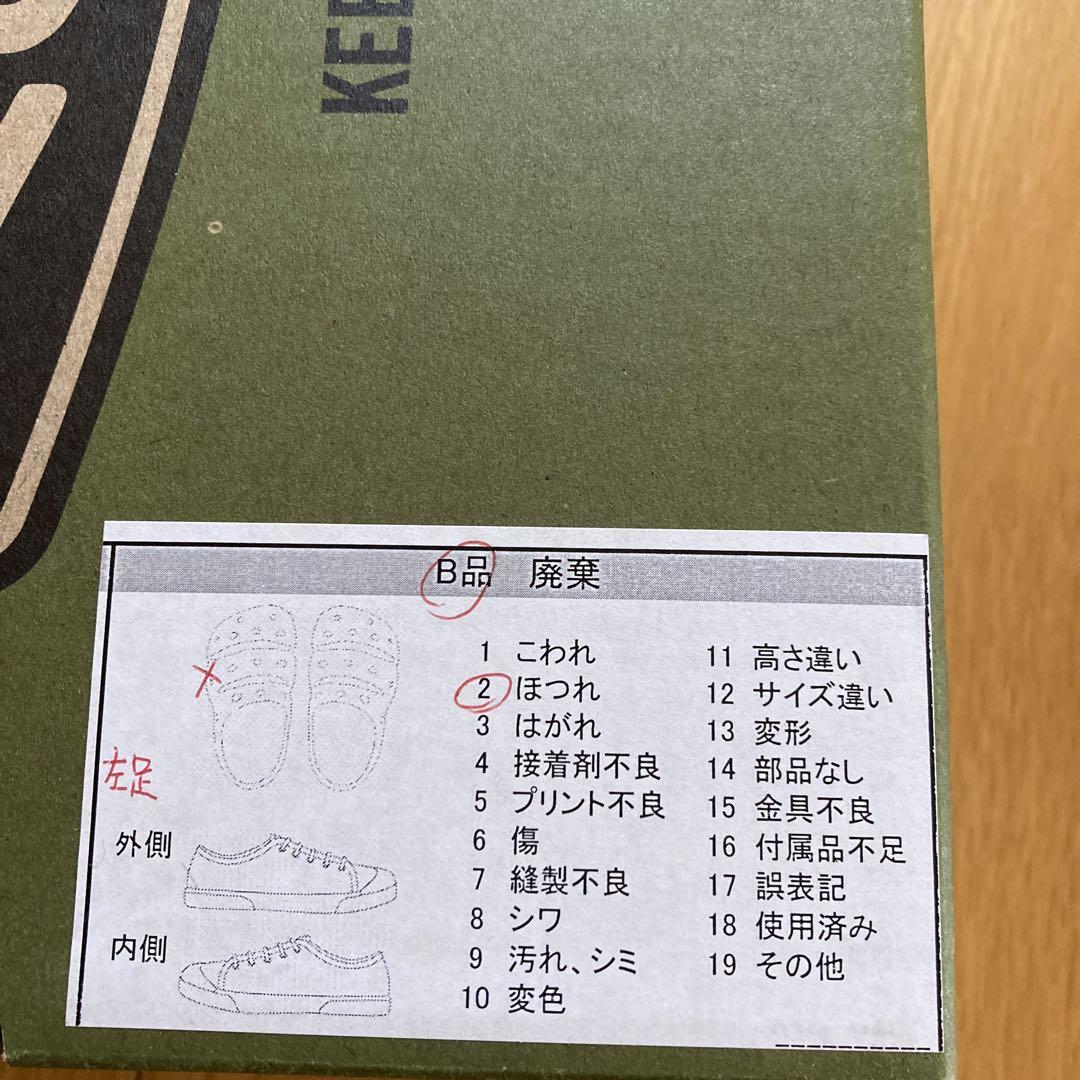 KEE
B品 廃棄
1 こわれ
2 ほつれ
3 はがれ
4 接着剤不良
5 プリント不良
6 傷
7 縫製不良
8 シワ
9 汚れ、シミ
10 変色
11 高さ違い
12 サイズ違い
13 変形
14 部品なし
15 金具不良
16 付属品不足
17 誤表記
18 使用済み
19 その他
左足
外側
内側